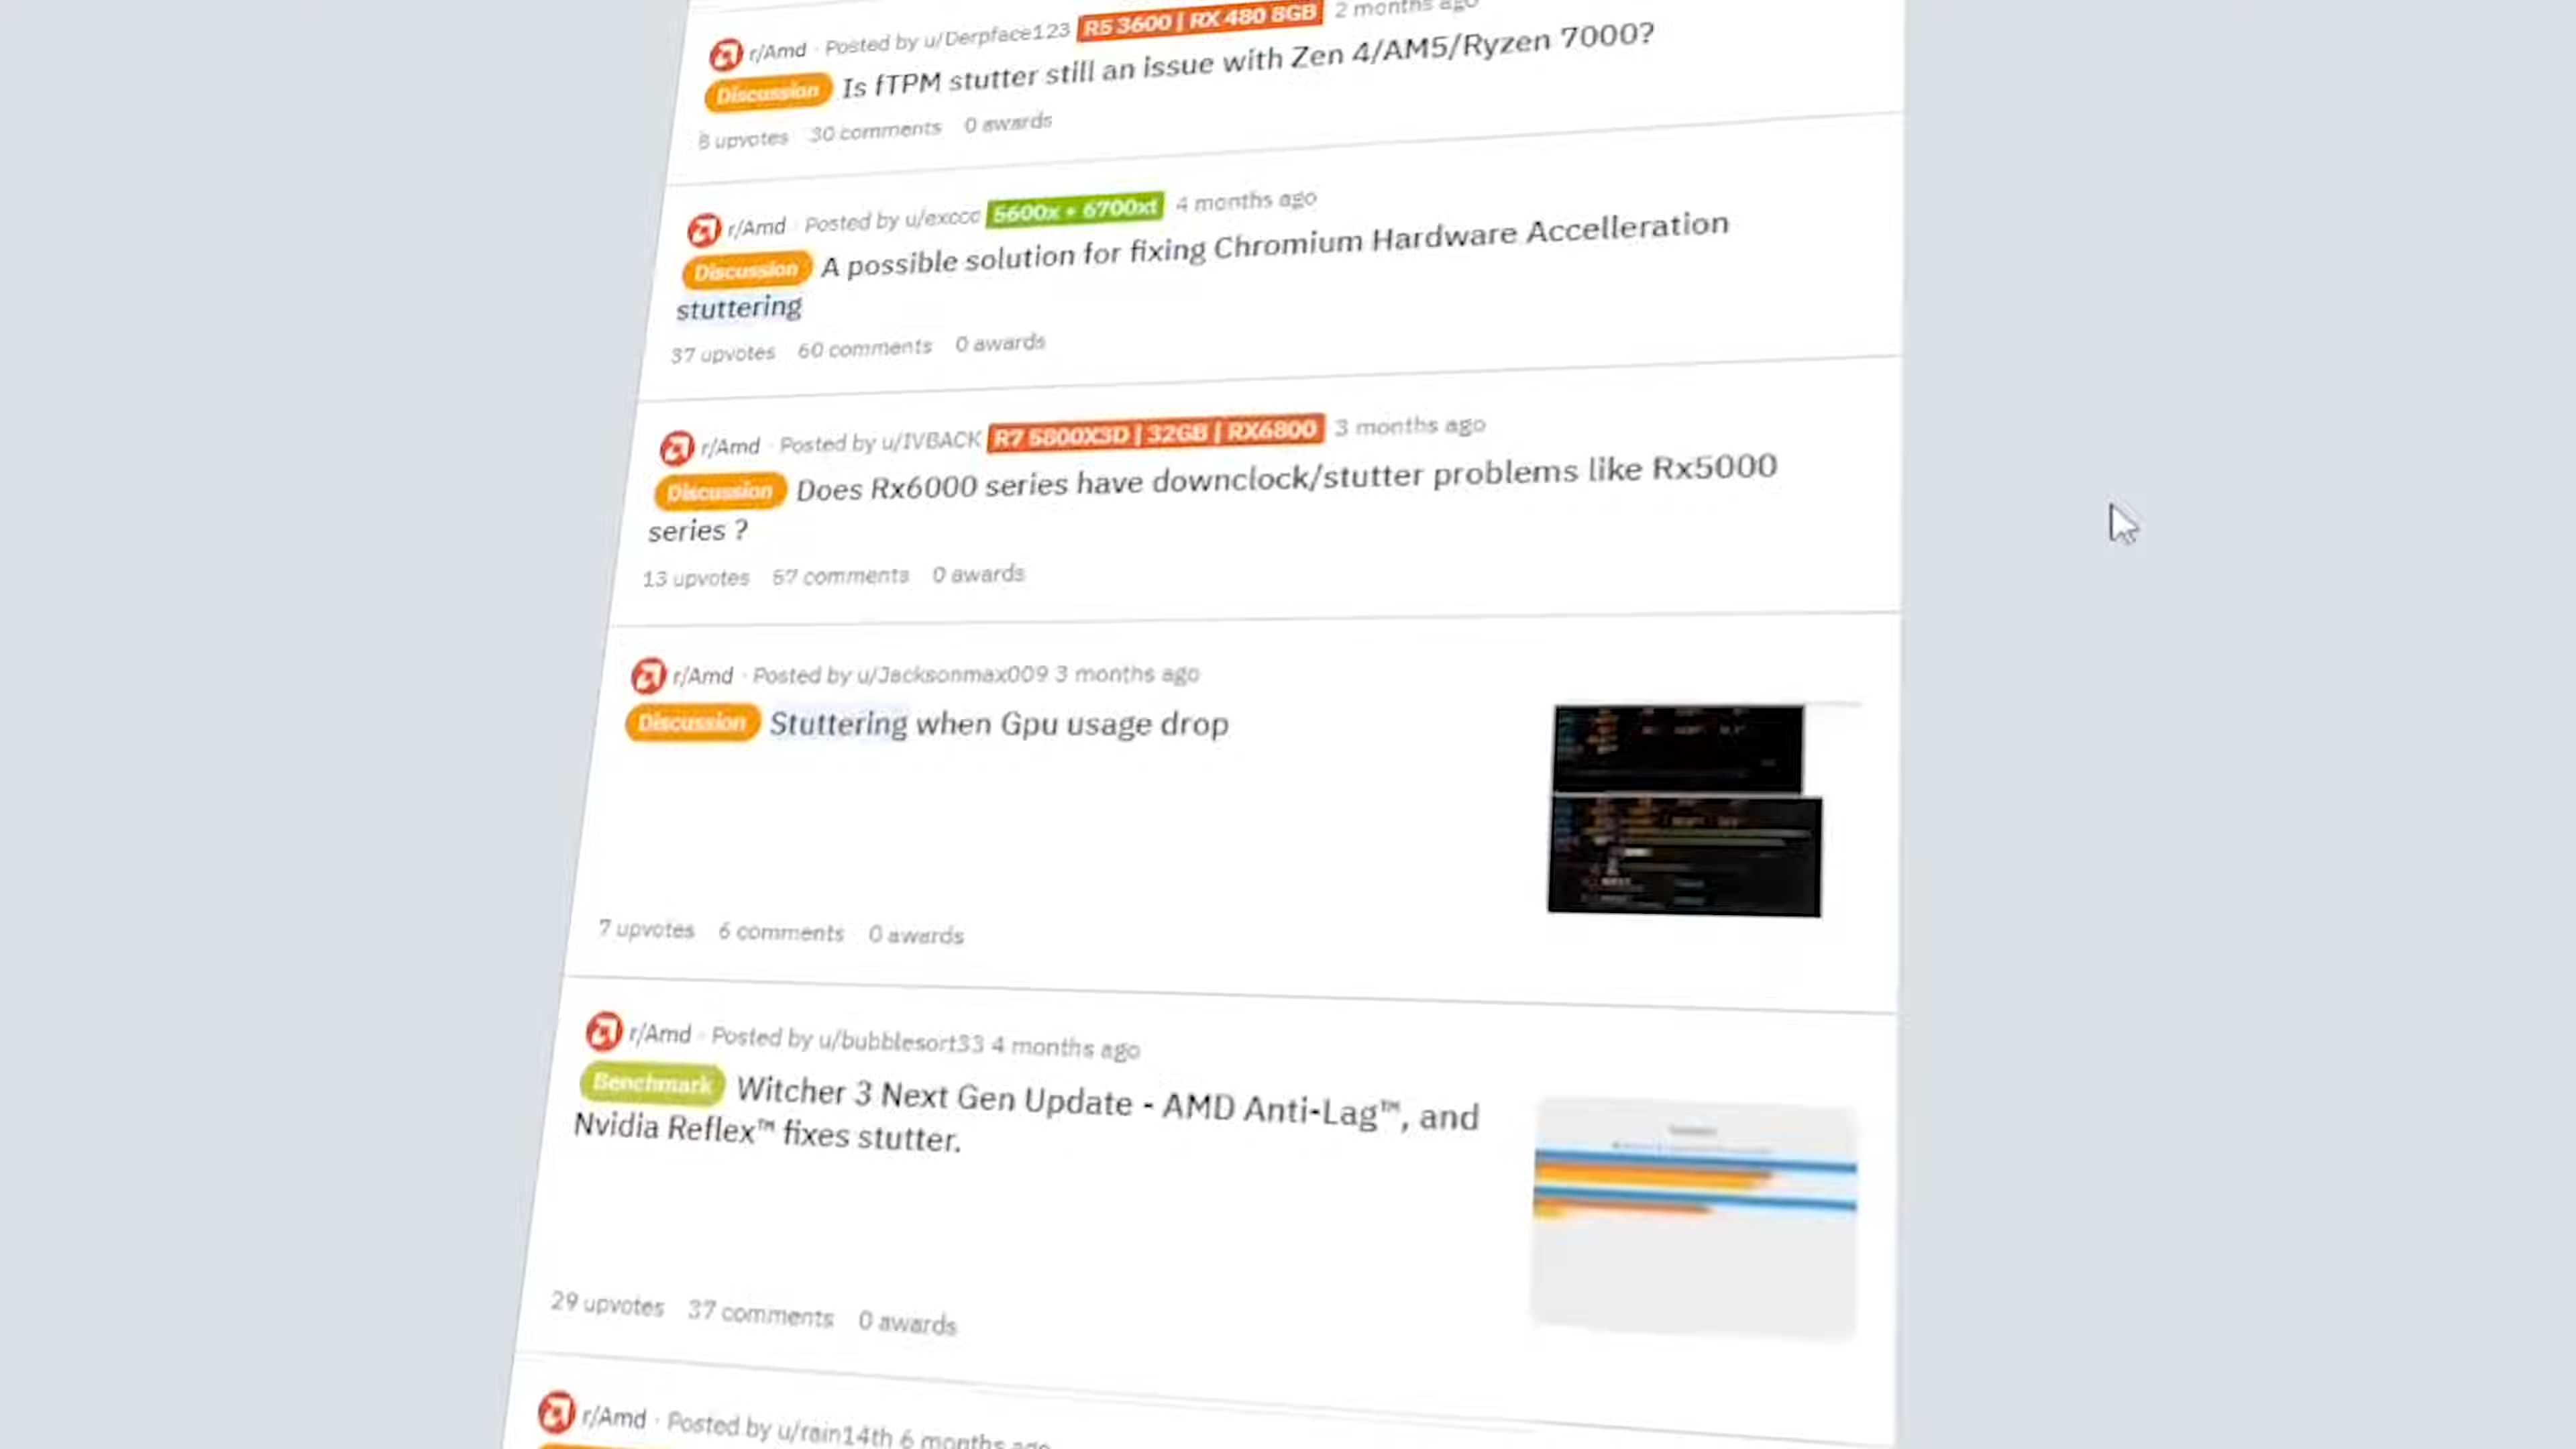 r/Amd · Posted by u/Derpface123 R5 3600 | RX 480 8GB 2 months ago
Discussion Is fTPM stutter still an issue with Zen 4/AM5/Ryzen 7000?
8 upvotes 30 comments 0 awards
r/Amd · Posted by u/exccc 5600x + 6700xt 4 months ago
Discussion A possible solution for fixing Chromium Hardware Accelleration
stuttering
37 upvotes 60 comments 0 awards
r/Amd · Posted by u/IVBACK R7 5800X3D | 32GB | RX6800 3 months ago
Discussion Does Rx6000 series have downclock/stutter problems like Rx5000
series ?
13 upvotes 57 comments 0 awards
r/Amd · Posted by u/Jacksonmax009 3 months ago
Discussion Stuttering when Gpu usage drop
7 upvotes 6 comments 0 awards
r/Amd · Posted by u/bubblesort33 4 months ago
Benchmark Witcher 3 Next Gen Update - AMD Anti-Lag™, and
Nvidia Reflex™ fixes stutter.
29 upvotes 37 comments 0 awards
r/Amd · Posted by u/rain14th 6 months ago